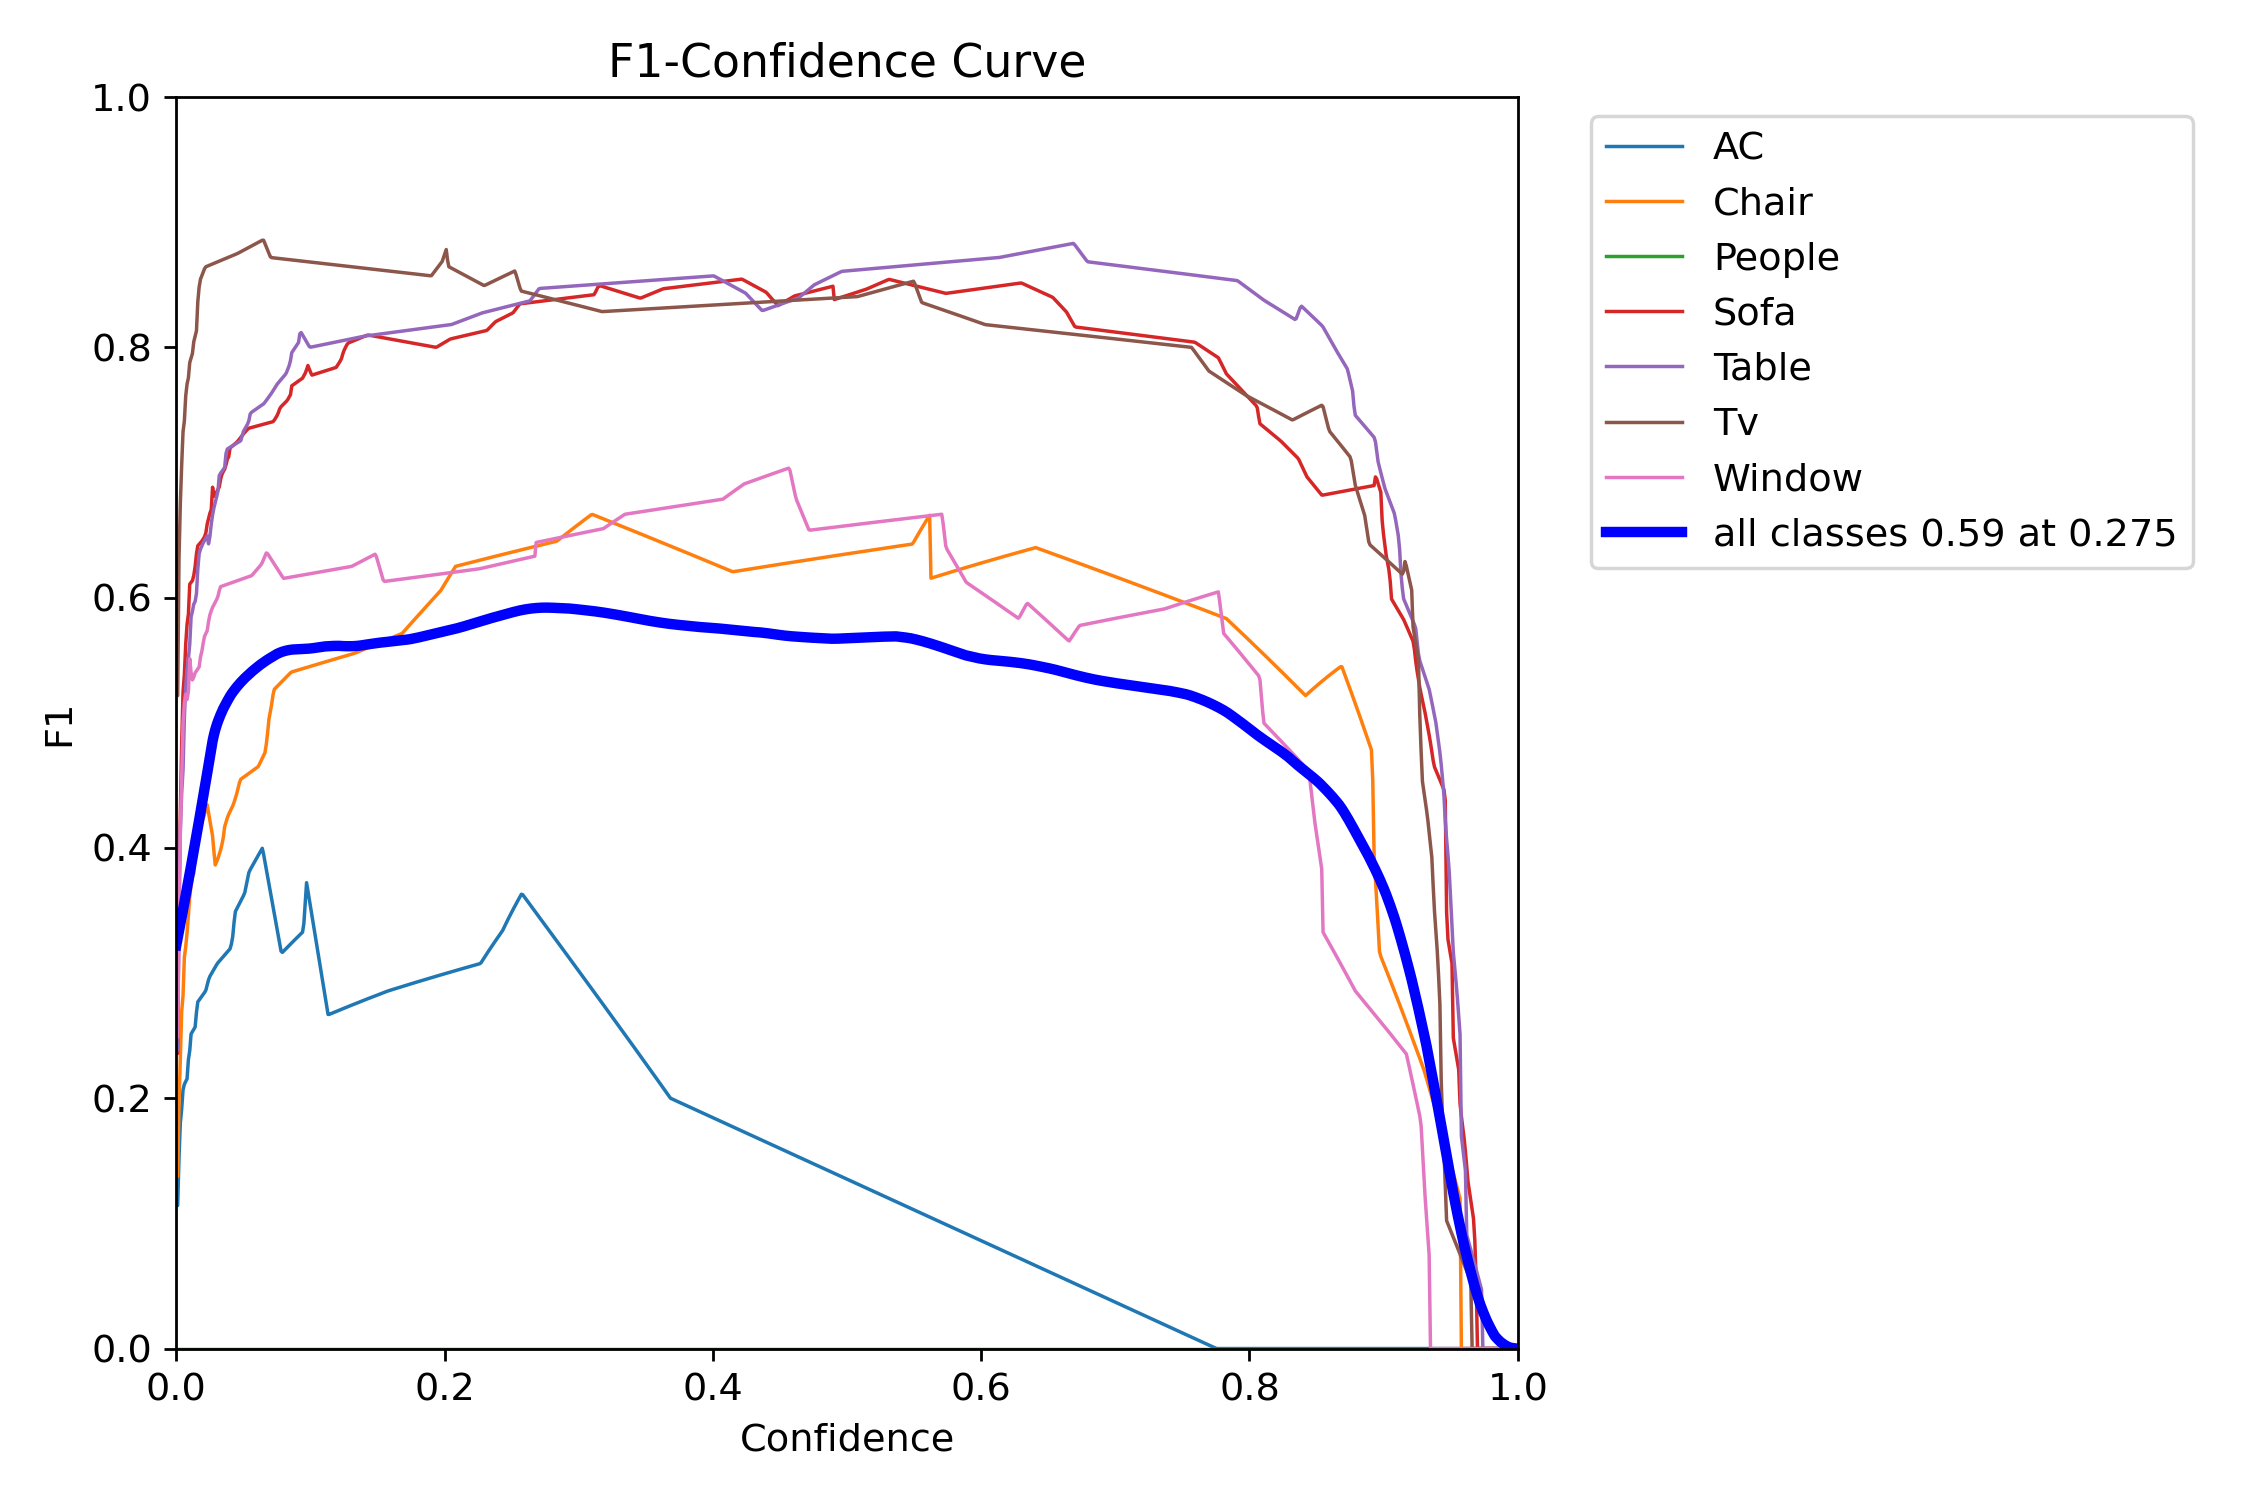 F1-Confidence Curve
1.0
0.8
0.6
0.4
0.2
0.0
F1
0.0 0.2 0.4 0.6 0.8 1.0
Confidence
AC
Chair
People
Sofa
Table
Tv
Window
all classes 0.59 at 0.275